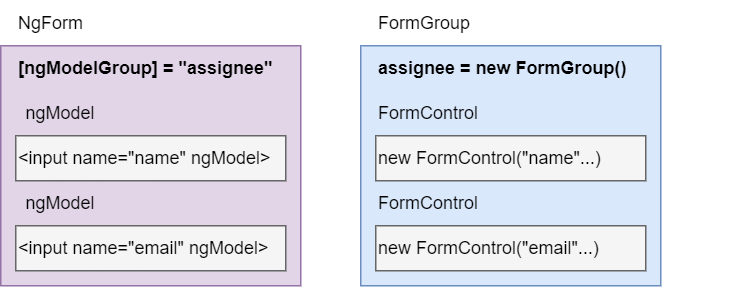 NgForm
[ngModelGroup] = "assignee"
ngModel
<input name="name" ngModel>
ngModel
<input name="email" ngModel>
FormGroup
assignee = new FormGroup()
FormControl
new FormControl("name"...)
FormControl
new FormControl("email"...)